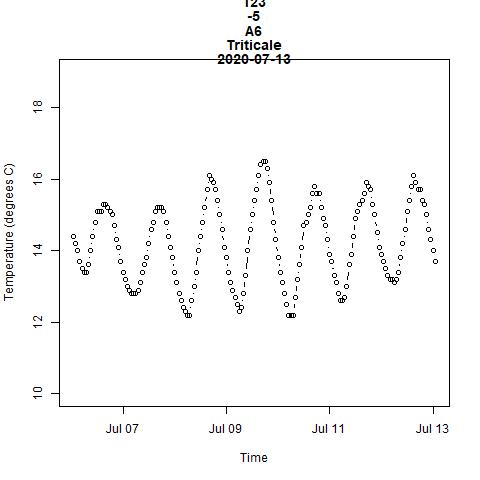 123
-5
A6
Triticale
2020-07-13
Temperature (degrees C)
18
16
14
12
10
Jul 07
Jul 09
Jul 11
Jul 13
Time